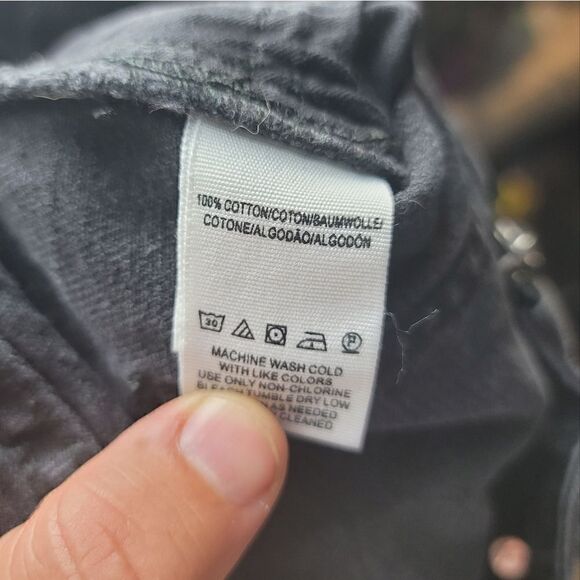 100% COTTON/COTON/BAUMWOLLE/
COTONE/ALGODÃO/ALGODÓN
30
P
MACHINE WASH COLD
WITH LIKE COLORS
USE ONLY NON-CHLORINE
BLEACH TUMBLE DRY LOW
AS NEEDED
CLEANED